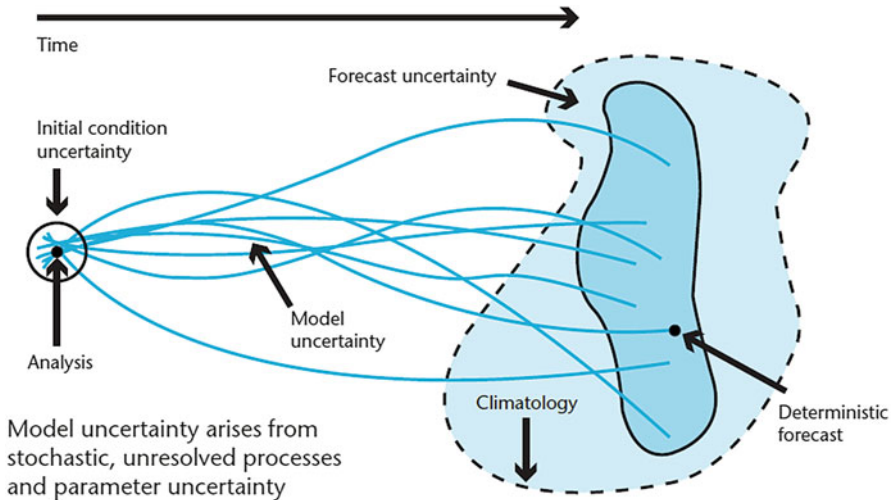 Time
Forecast uncertainty
Initial condition
uncertainty
Model
uncertainty
Analysis
Climatology
Deterministic
forecast
Model uncertainty arises from
stochastic, unresolved processes
and parameter uncertainty